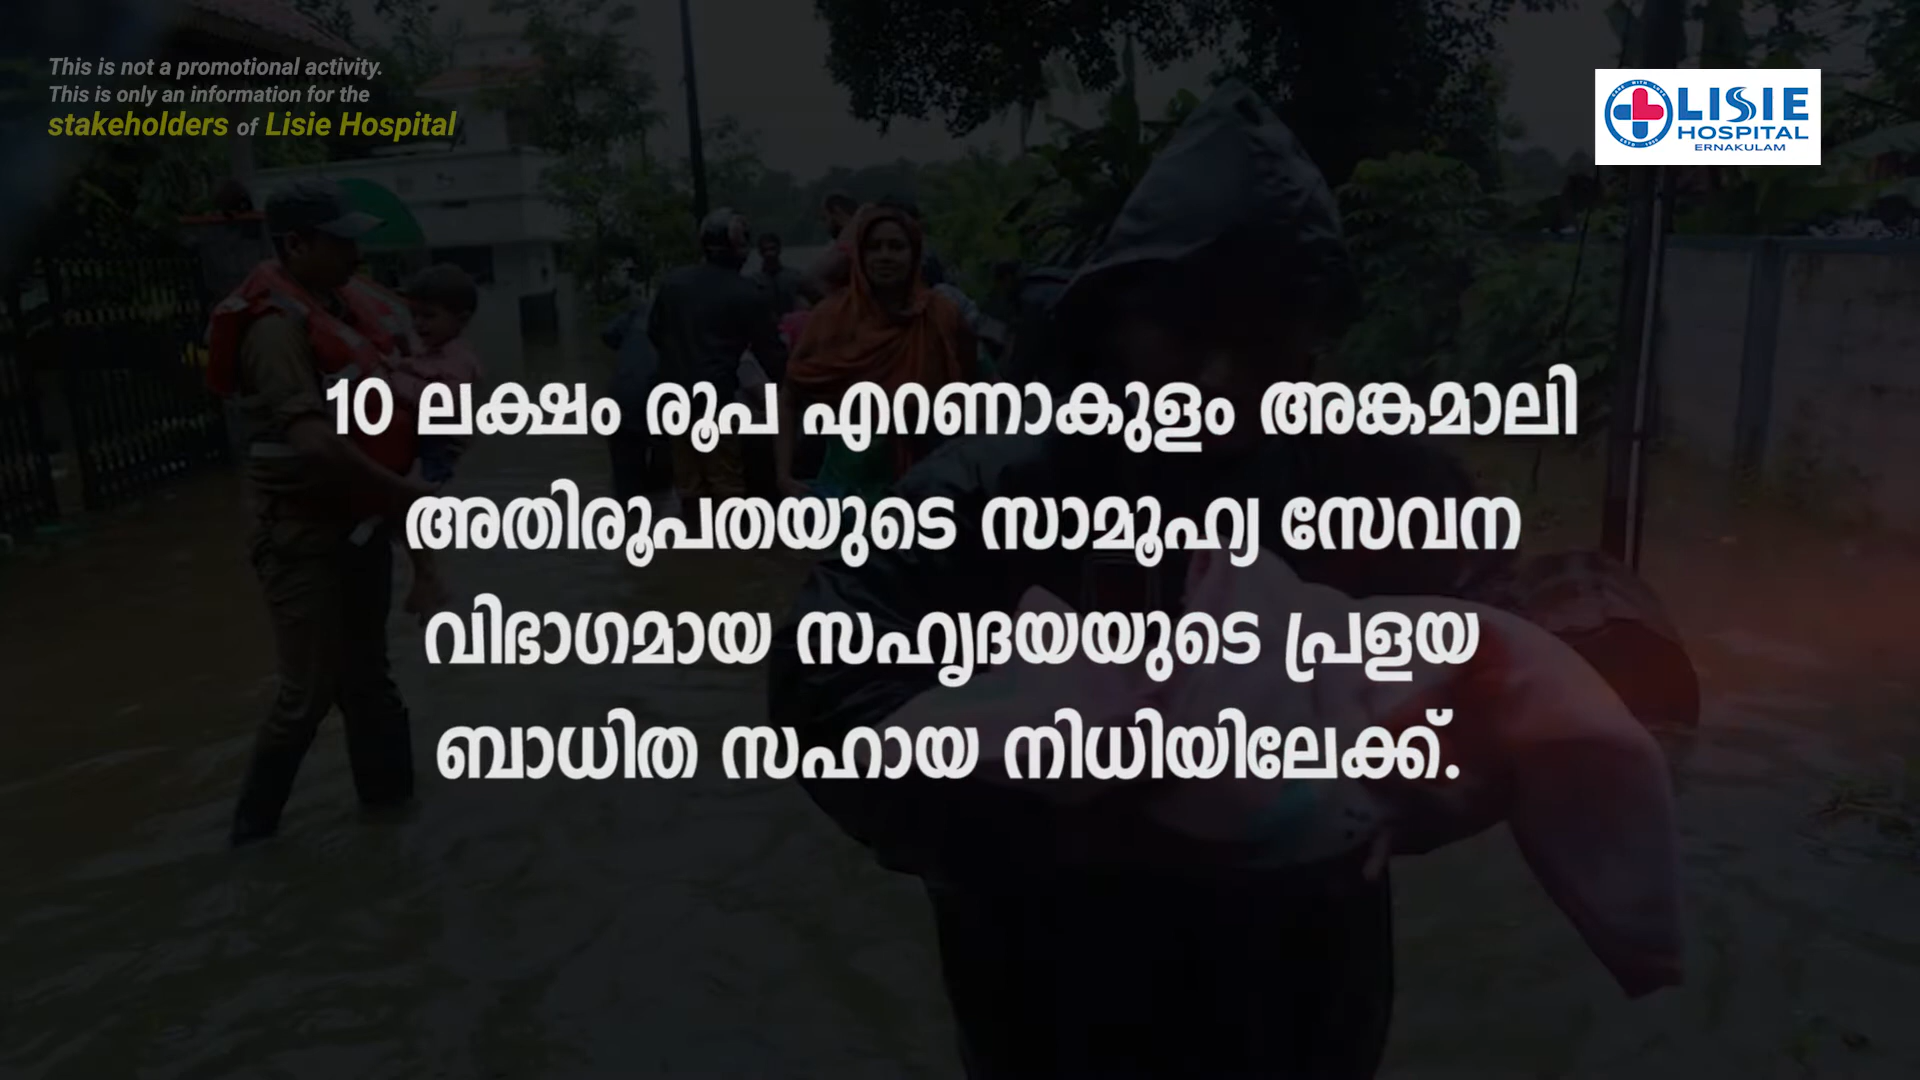 This is not a promotional activity.
This is only an information for the
stakeholders of Lisie Hospital
LISIE
HOSPITAL
ERNAKULAM
10 ലക്ഷം രൂപ എറണാകുളം അങ്കമാലി
അതിരൂപതയുടെ സാമൂഹ്യ സേവന
വിഭാഗമായ സഹൃദയയുടെ പ്രളയ
ബാധിത സഹായ നിധിയിലേക്ക്.